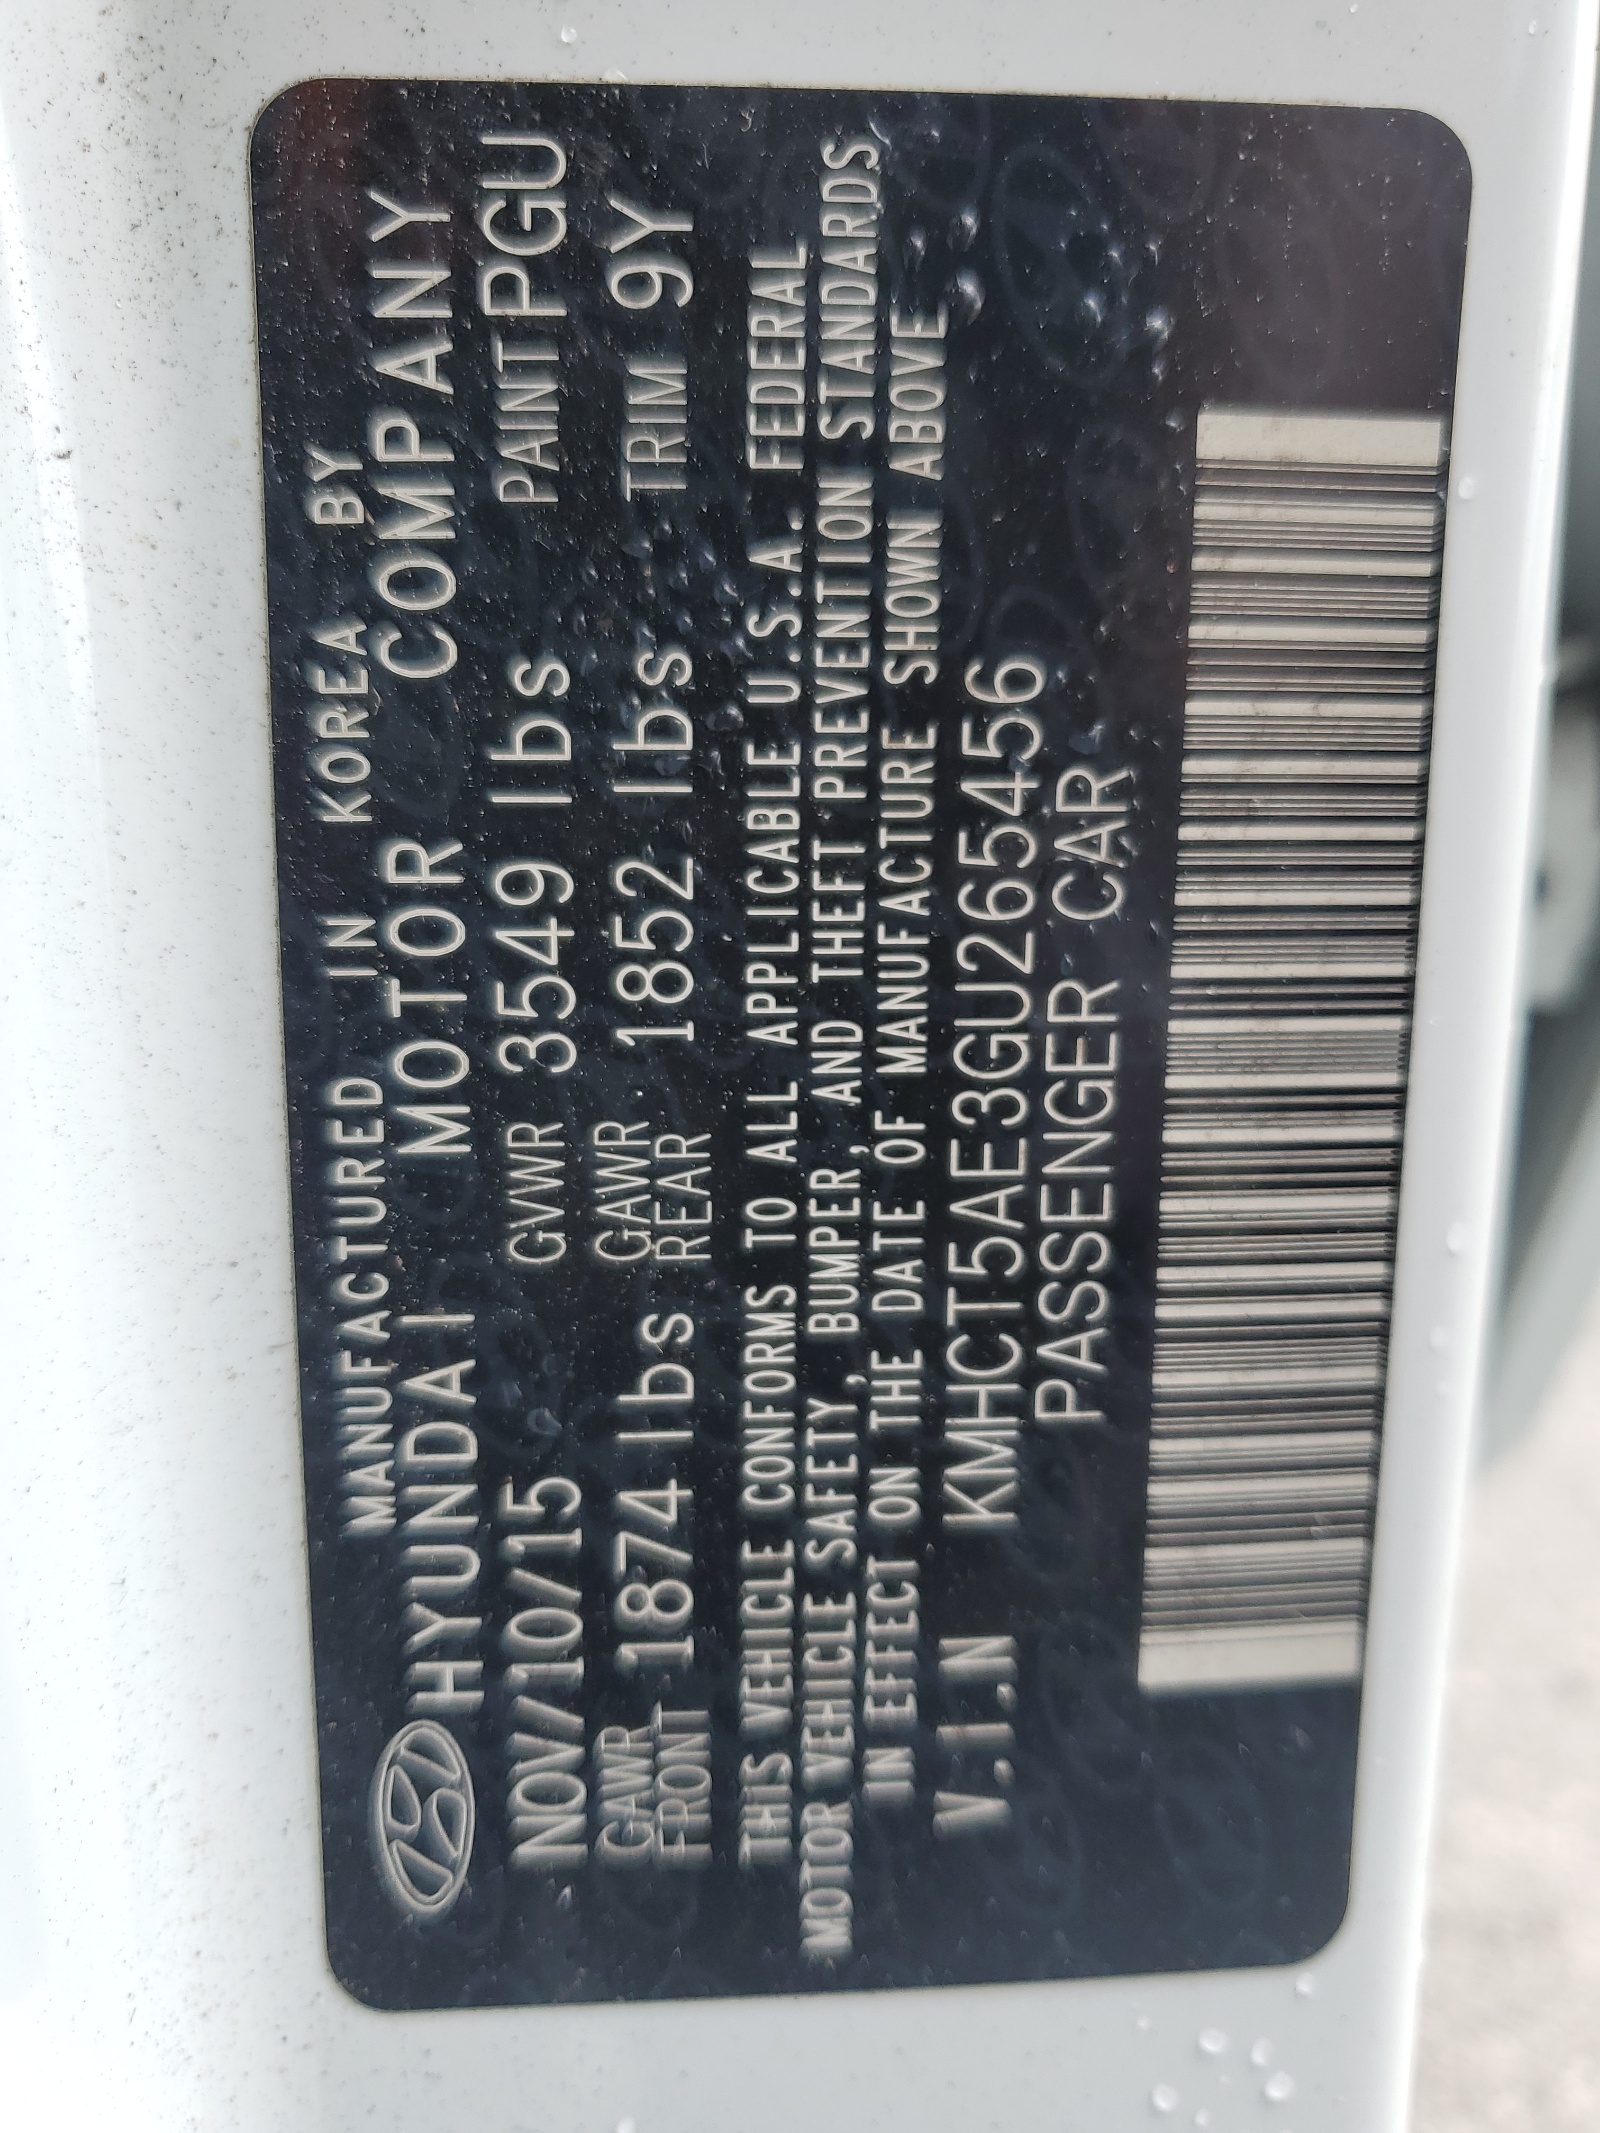 MANUFACTURED IN KOREA BY
HYUNDAI MOTOR COMPANY
NOV/10/15 GVWR 3549 lbs PAINT PGU
GAWR FRONT 1874 lbs GAWR REAR 1852 lbs TRIM 9Y
THIS VEHICLE CONFORMS TO ALL APPLICABLE U.S.A. FEDERAL
MOTOR VEHICLE SAFETY, BUMPER, AND THEFT PREVENTION STANDARDS
IN EFFECT ON THE DATE OF MANUFACTURE SHOWN ABOVE
V.I.N KMHCT5AE3GU265456
PASSENGER CAR